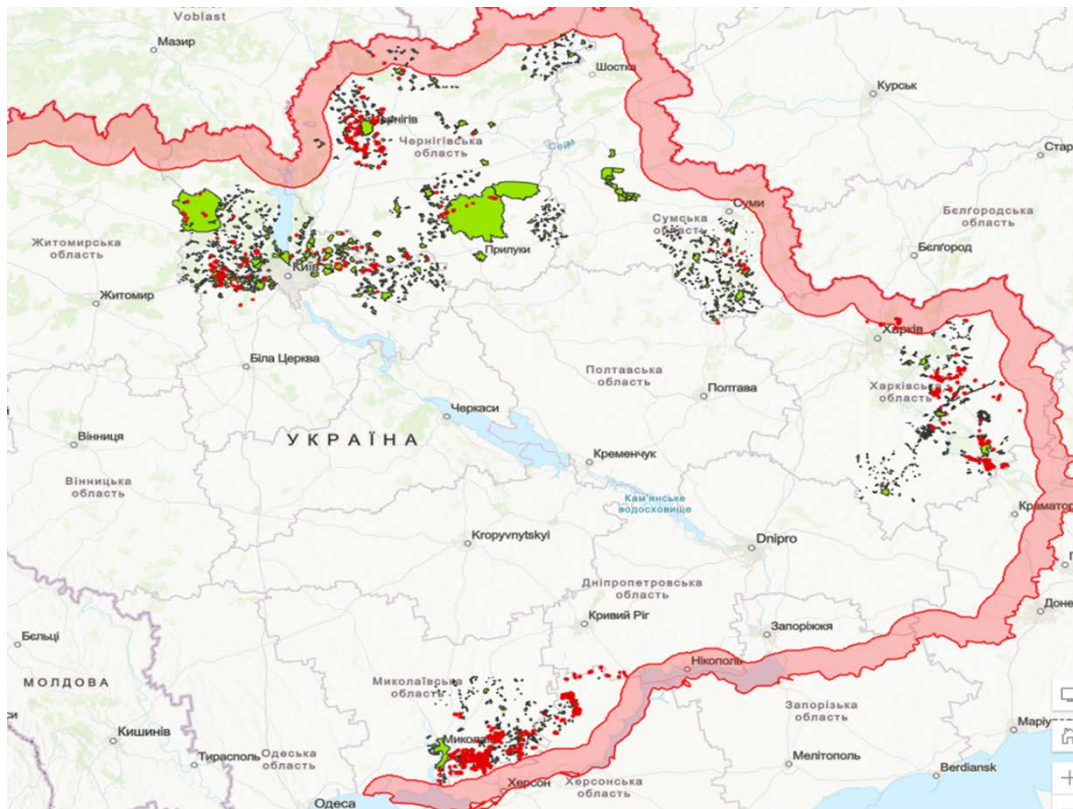 Voblast
Мазир
Шостка
Курськ
Чернігівська
область
Сейм
Стар
Суми
Сумська
область
Бєлгородська
область
Житомирська
область
Прилуки
Бєлгород
Київ
Житомир
Харків
Біла Церква
Полтавська
область
Полтава
Харківська
область
Черкаси
УКРАЇНА
Вінниця
Кременчук
Вінницька
область
Кам'янське
водосховище
Краматор
Kropyvnytskyi
Dnipro
Дніпропетровська
область
Кривий Ріг
Доне
Запоріжжя
Бєльці
Нікополь
МОЛДОВА
Миколаївська
область
Запорізька
область
Микола
Маріу
Кишинів
Тирасполь
Одеська
область
Мелітополь
Berdiansk
Херсон
Херсонська
область
Одеса